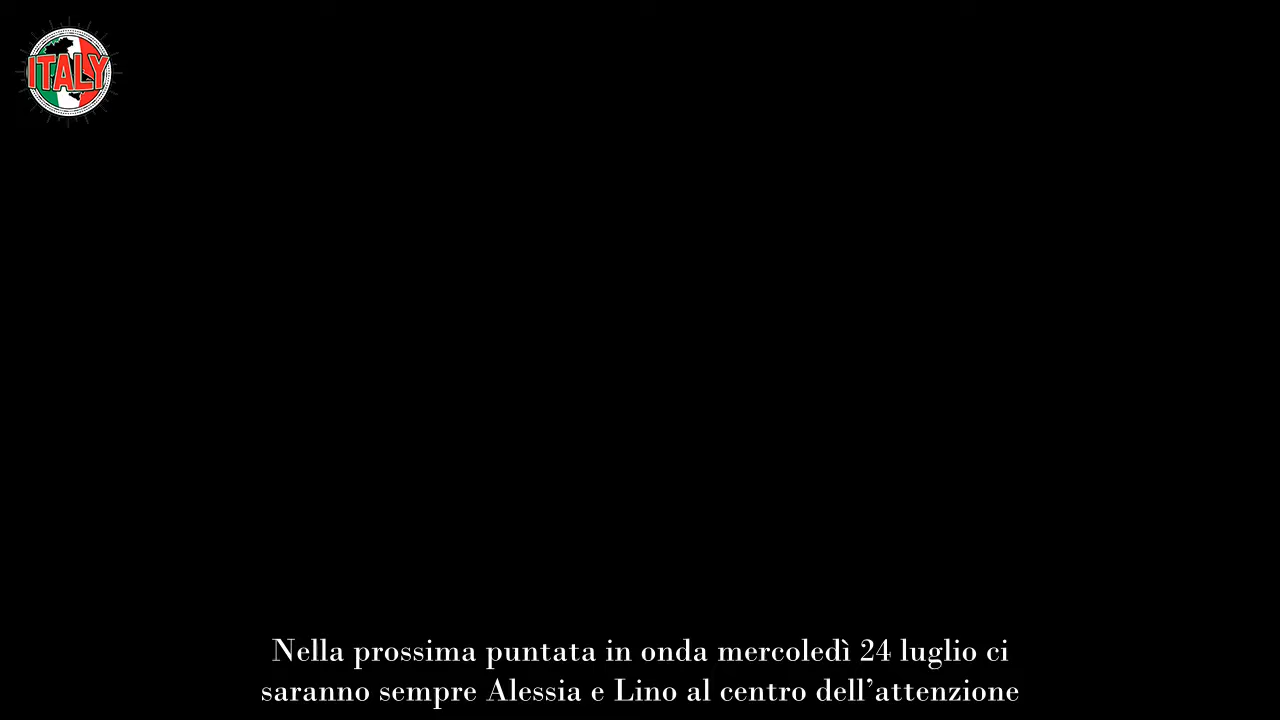 ITALY
Nella prossima puntata in onda mercoledì 24 luglio ci
saranno sempre Alessia e Lino al centro dell’attenzione